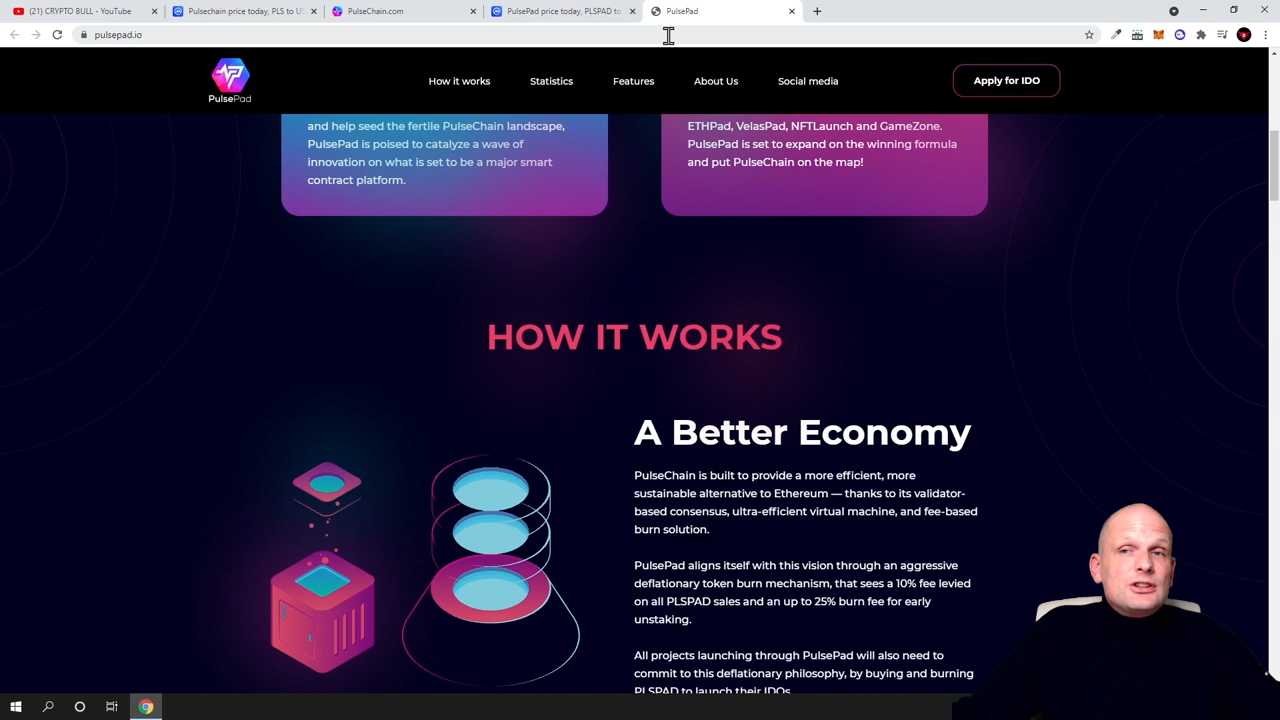 (21) CRYPTO BULL - YouTube
Pulsechain price today, PLS to US
PulseChain.com
PulsePad price today, PLSPAD to
PulsePad
pulsepad.io
PulsePad
How it works
Statistics
Features
About Us
Social media
Apply for IDO
and help seed the fertile PulseChain landscape,
PulsePad is poised to catalyze a wave of
innovation on what is set to be a major smart
contract platform.
ETHPad, VelasPad, NFTLaunch and GameZone.
PulsePad is set to expand on the winning formula
and put PulseChain on the map!
HOW IT WORKS
A Better Economy
PulseChain is built to provide a more efficient, more
sustainable alternative to Ethereum — thanks to its validator-
based consensus, ultra-efficient virtual machine, and fee-based
burn solution.
PulsePad aligns itself with this vision through an aggressive
deflationary token burn mechanism, that sees a 10% fee levied
on all PLSPAD sales and an up to 25% burn fee for early
unstaking.
All projects launching through PulsePad will also need to
commit to this deflationary philosophy, by buying and burning
PLSPAD to launch their IDOs